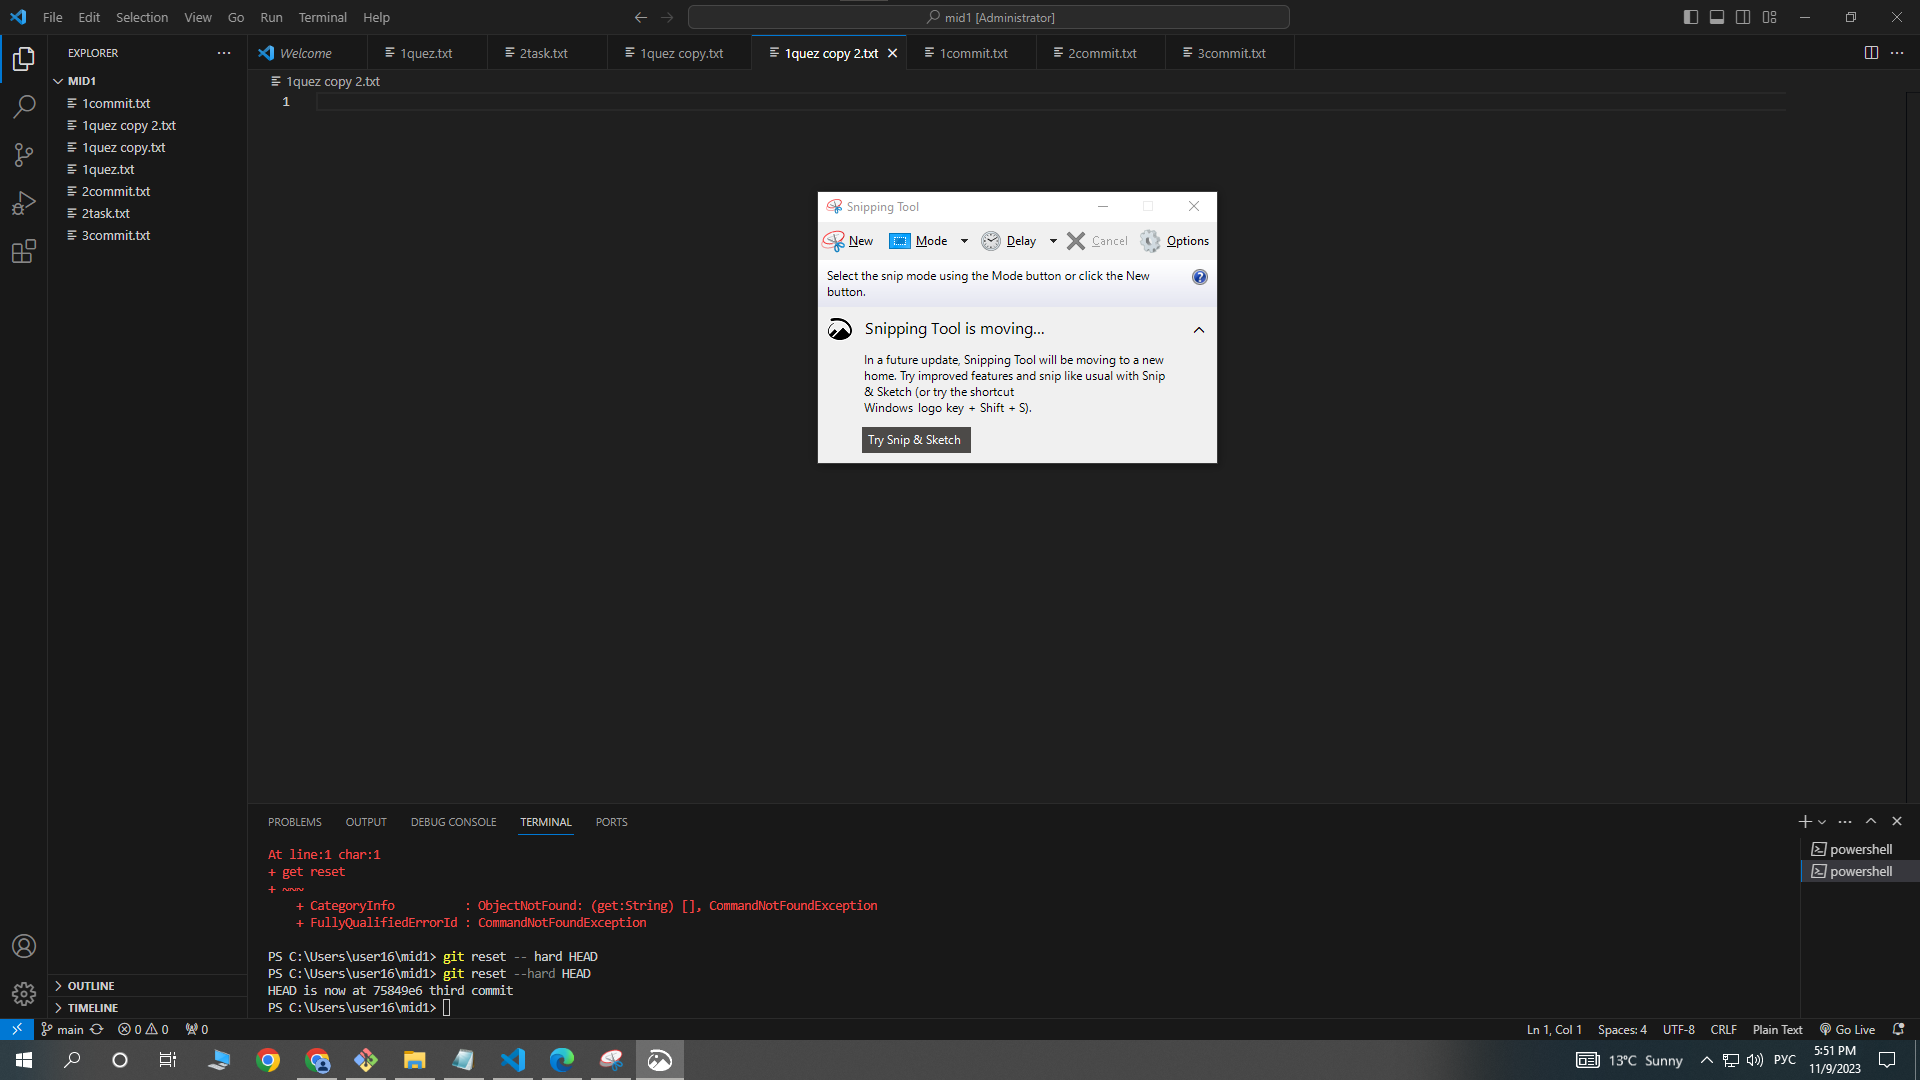 File Edit Selection View Go Run Terminal Help
mid1 [Administrator]
EXPLORER
Welcome
1quez.txt
2task.txt
1quez copy.txt
1quez copy 2.txt
1commit.txt
2commit.txt
3commit.txt
MID1
1commit.txt
1quez copy 2.txt
1quez copy.txt
1quez.txt
2commit.txt
2task.txt
3commit.txt
1quez copy 2.txt
1
Snipping Tool
New Mode Delay Cancel Options
Select the snip mode using the Mode button or click the New
button.
Snipping Tool is moving...
In a future update, Snipping Tool will be moving to a new
home. Try improved features and snip like usual with Snip
& Sketch (or try the shortcut
Windows logo key + Shift + S).
Try Snip & Sketch
PROBLEMS OUTPUT DEBUG CONSOLE TERMINAL PORTS
At line:1 char:1
+ get reset
+ ~~~
+ CategoryInfo : ObjectNotFound: (get:String) [], CommandNotFoundException
+ FullyQualifiedErrorId : CommandNotFoundException
PS C:\Users\user16\mid1> git reset -- hard HEAD
PS C:\Users\user16\mid1> git reset --hard HEAD
HEAD is now at 75849e6 third commit
PS C:\Users\user16\mid1>
powershell
powershell
OUTLINE
TIMELINE
main 0 0 0
Ln 1, Col 1 Spaces: 4 UTF-8 CRLF Plain Text Go Live
13°C Sunny
РУС
5:51 PM
11/9/2023